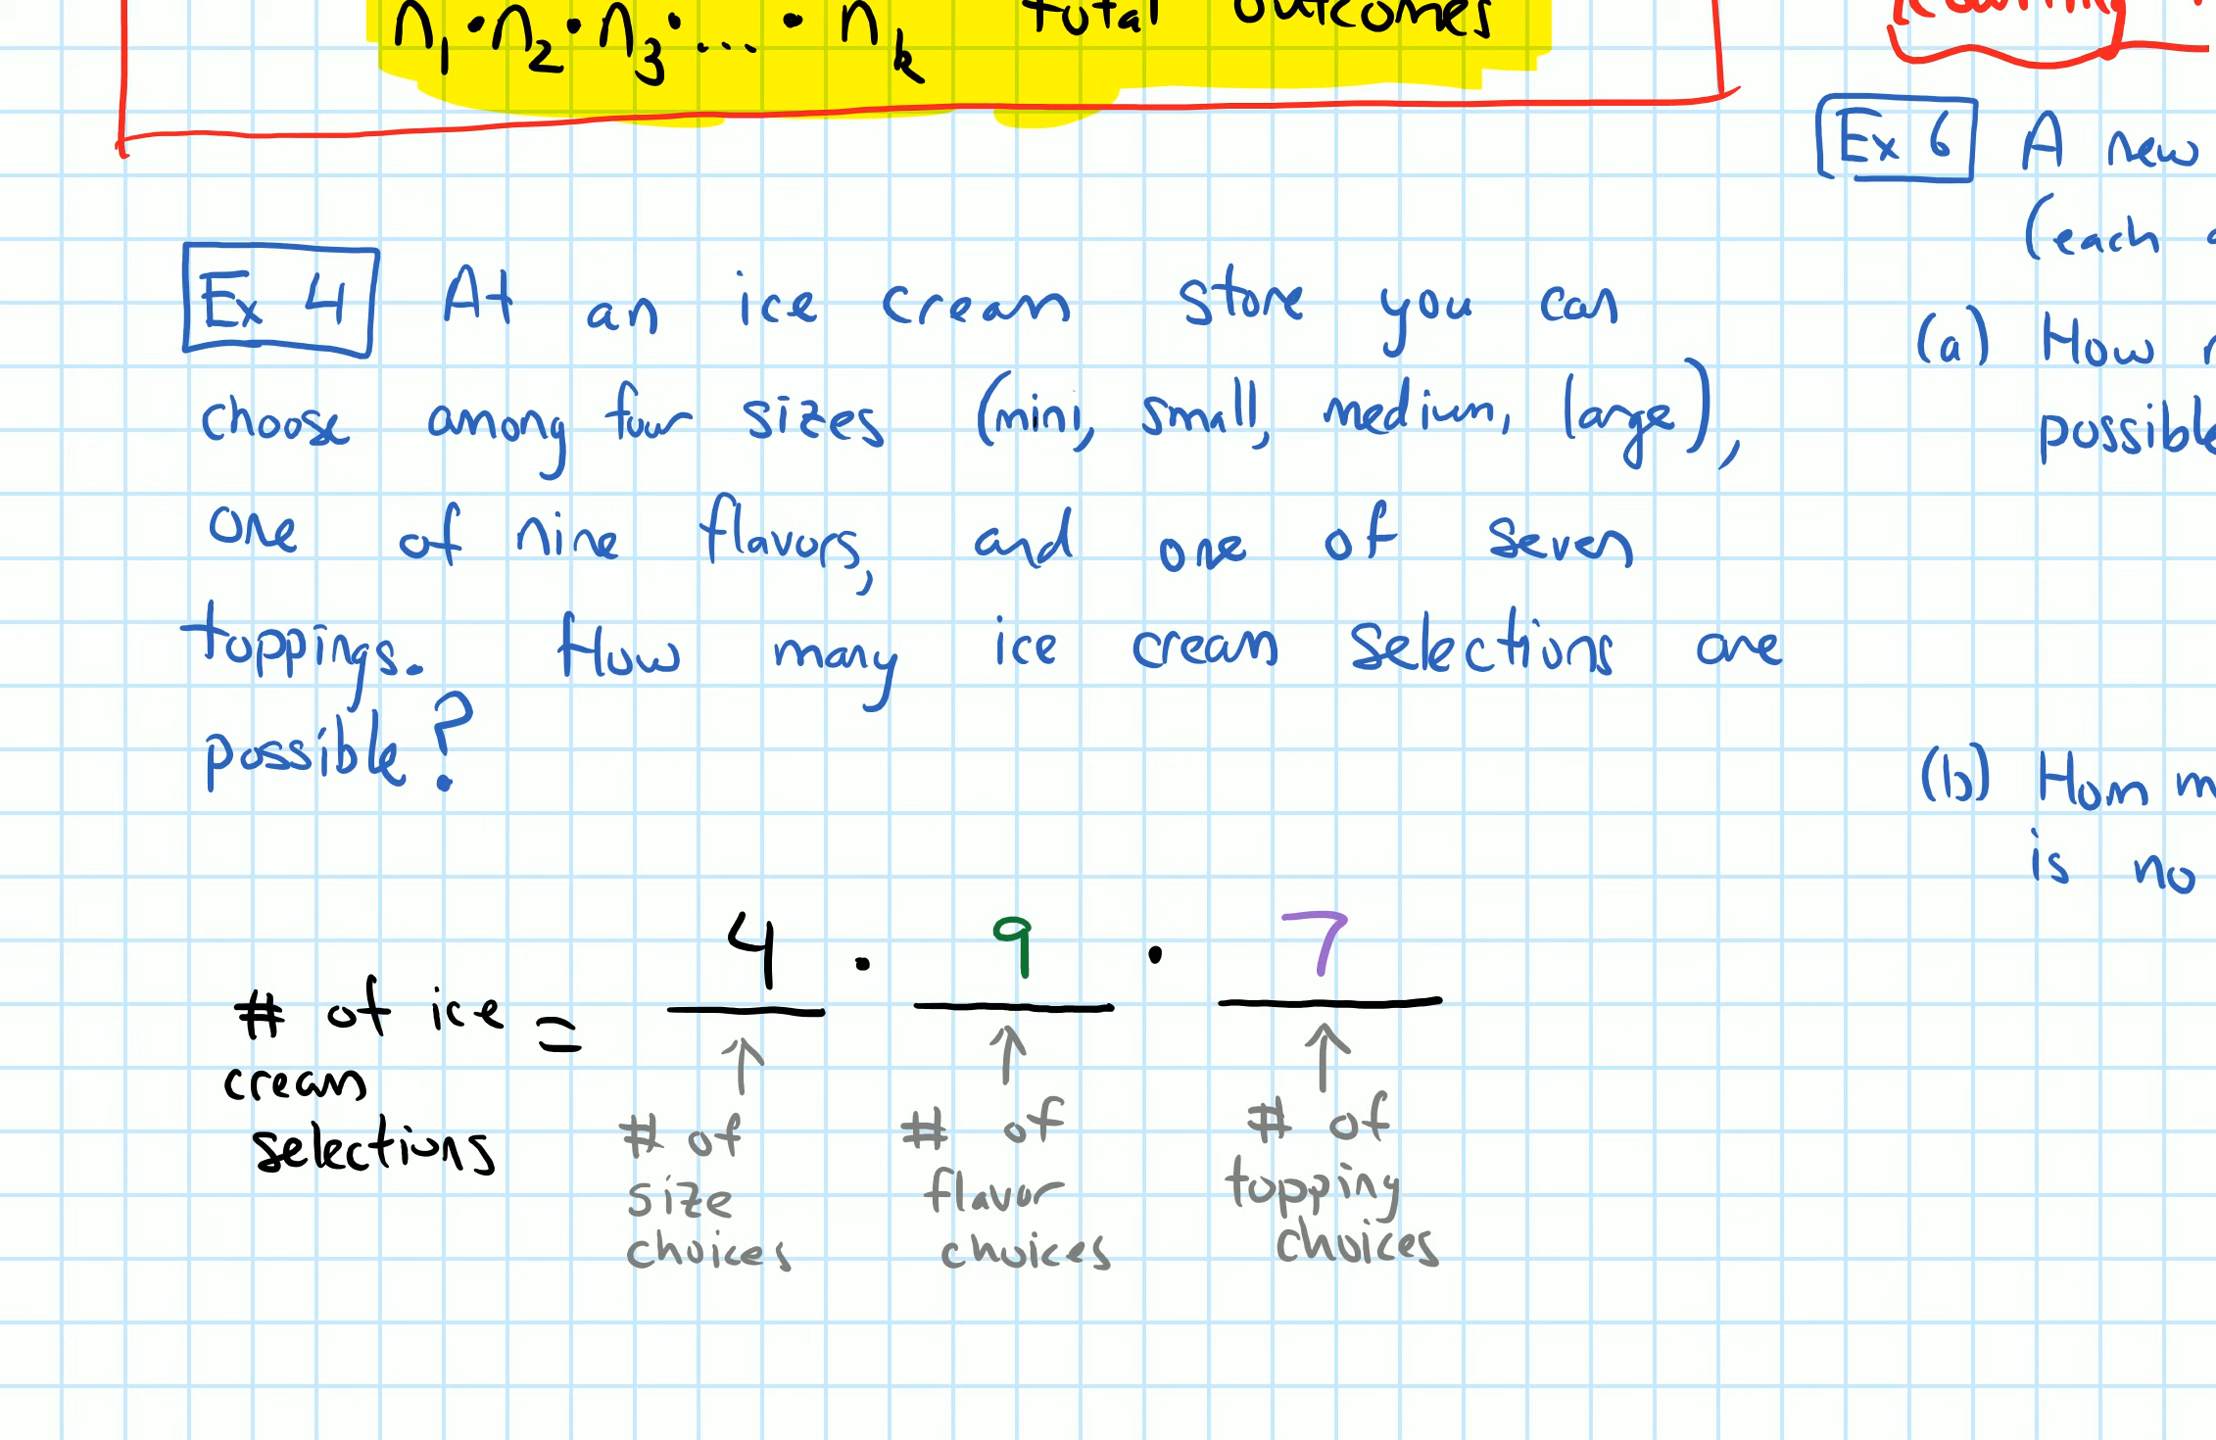 n₁·n₂·n₃·...·nₖ total outcomes
Ex 4 At an ice cream store you can
choose among four sizes (mini, small, medium, large),
one of nine flavors, and one of seven
toppings. How many ice cream selections are
possible?
# of ice cream selections = 4 · 9 · 7
# of size choices
# of flavor choices
# of topping choices
Ex 6 A new
(each
(a) How
possible
(b) How m
is no